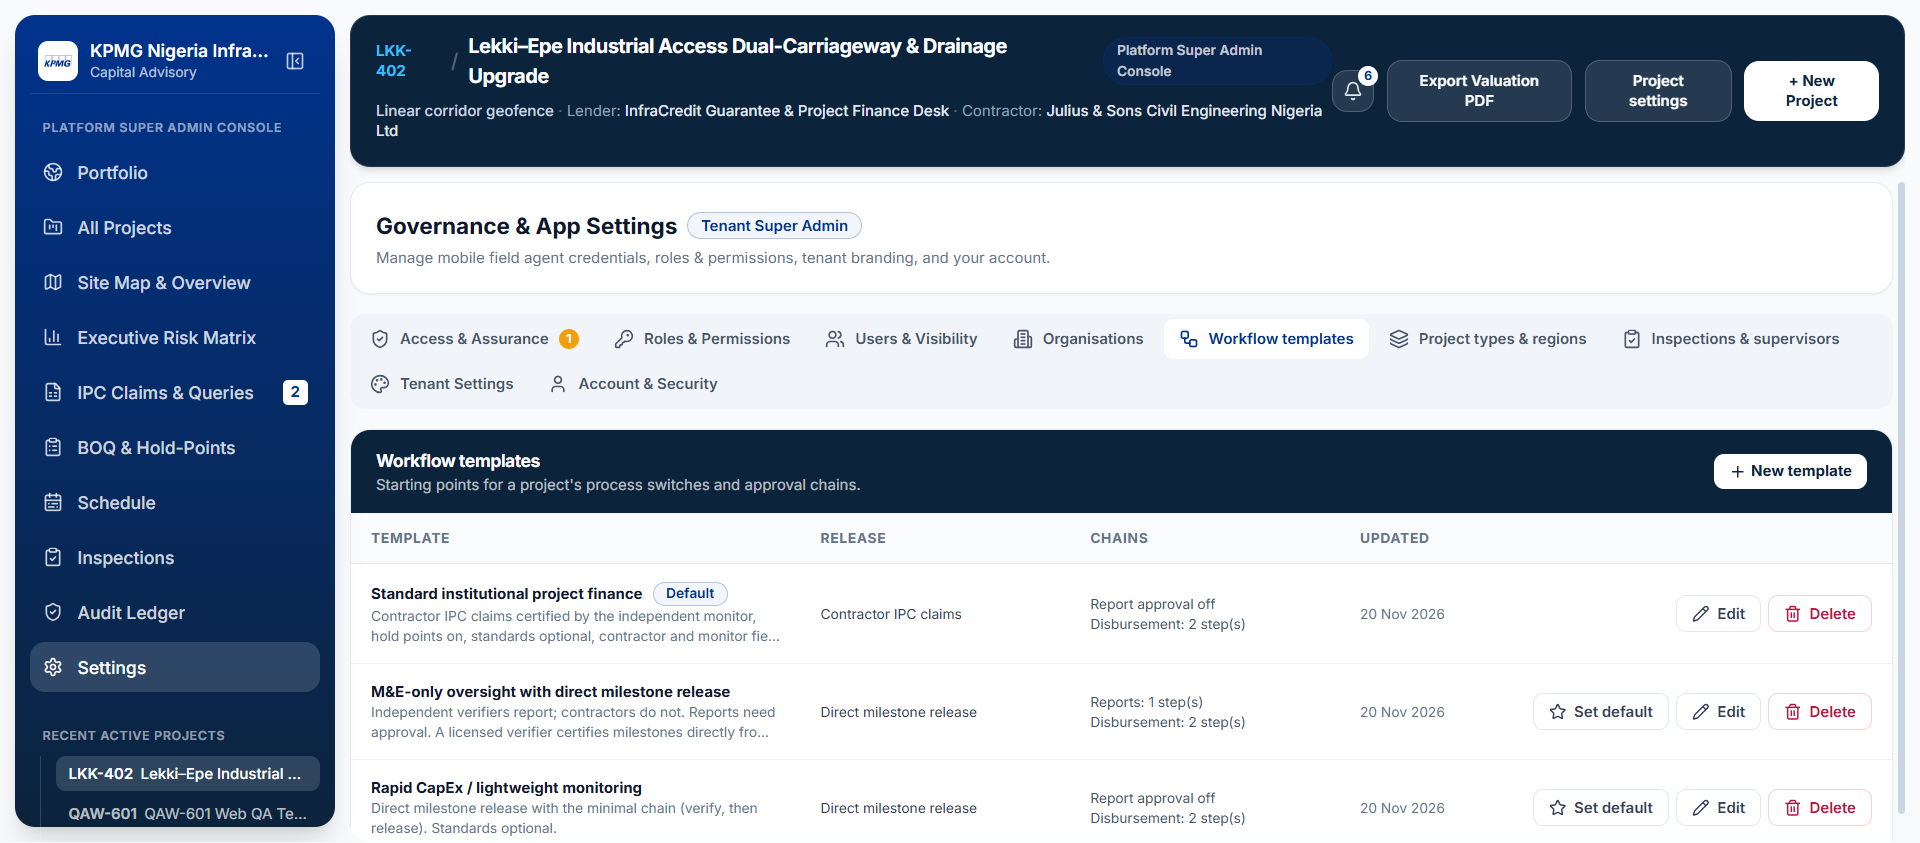 KPMG
KPMG Nigeria Infra...
Capital Advisory
PLATFORM SUPER ADMIN CONSOLE
Portfolio
All Projects
Site Map & Overview
Executive Risk Matrix
IPC Claims & Queries 2
BOQ & Hold-Points
Schedule
Inspections
Audit Ledger
Settings
RECENT ACTIVE PROJECTS
LKK-402 Lekki–Epe Industrial ...
QAW-601 QAW-601 Web QA Te...
LKK-
402
/
Lekki–Epe Industrial Access Dual-Carriageway & Drainage
Upgrade
Platform Super Admin
Console
Linear corridor geofence · Lender: InfraCredit Guarantee & Project Finance Desk · Contractor: Julius & Sons Civil Engineering Nigeria
Ltd
6
Export Valuation
PDF
Project
settings
+ New
Project
Governance & App Settings Tenant Super Admin
Manage mobile field agent credentials, roles & permissions, tenant branding, and your account.
Access & Assurance 1 Roles & Permissions Users & Visibility Organisations Workflow templates Project types & regions Inspections & supervisors
Tenant Settings Account & Security
Workflow templates
Starting points for a project's process switches and approval chains.
+ New template
TEMPLATE RELEASE CHAINS UPDATED
Standard institutional project finance Default
Contractor IPC claims certified by the independent monitor,
hold points on, standards optional, contractor and monitor fie...
Contractor IPC claims
Report approval off
Disbursement: 2 step(s)
20 Nov 2026
Edit Delete
M&E-only oversight with direct milestone release
Independent verifiers report; contractors do not. Reports need
approval. A licensed verifier certifies milestones directly fro...
Direct milestone release
Reports: 1 step(s)
Disbursement: 2 step(s)
20 Nov 2026
Set default Edit Delete
Rapid CapEx / lightweight monitoring
Direct milestone release with the minimal chain (verify, then
release). Standards optional.
Direct milestone release
Report approval off
Disbursement: 2 step(s)
20 Nov 2026
Set default Edit Delete